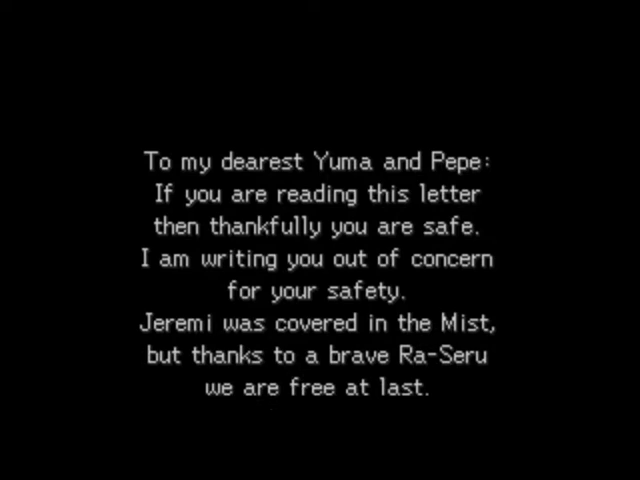 To my dearest Yuma and Pepe:
If you are reading this letter
then thankfully you are safe.
I am writing you out of concern
for your safety.
Jeremi was covered in the Mist,
but thanks to a brave Ra-Seru
we are free at last.